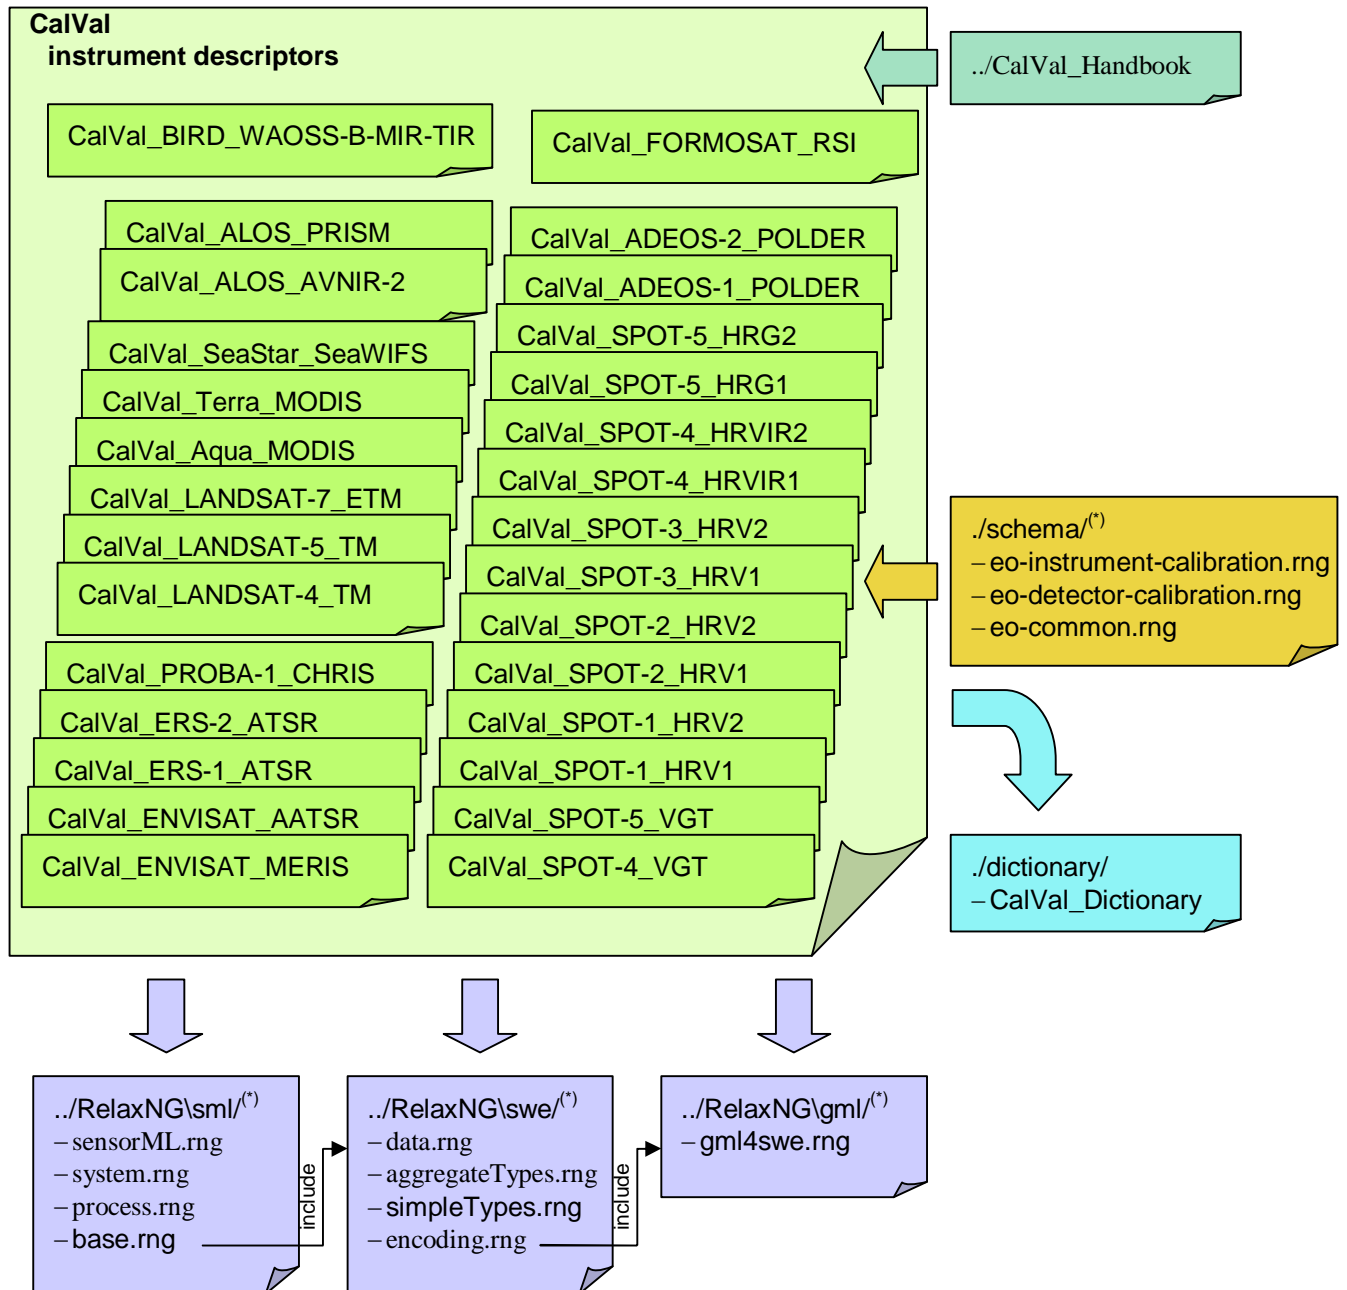 CalVal
instrument descriptors
../CalVal_Handbook
CalVal_BIRD_WAOSS-B-MIR-TIR
CalVal_FORMOSAT_RSI
CalVal_ALOS_PRISM
CalVal_ALOS_AVNIR-2
CalVal_SeaStar_SeaWIFS
CalVal_Terra_MODIS
CalVal_Aqua_MODIS
CalVal_LANDSAT-7_ETM
CalVal_LANDSAT-5_TM
CalVal_LANDSAT-4_TM
CalVal_PROBA-1_CHRIS
CalVal_ERS-2_ATSR
CalVal_ERS-1_ATSR
CalVal_ENVISAT_AATSR
CalVal_ENVISAT_MERIS
CalVal_ADEOS-2_POLDER
CalVal_ADEOS-1_POLDER
CalVal_SPOT-5_HRG2
CalVal_SPOT-5_HRG1
CalVal_SPOT-4_HRVIR2
CalVal_SPOT-4_HRVIR1
CalVal_SPOT-3_HRV2
CalVal_SPOT-3_HRV1
CalVal_SPOT-2_HRV2
CalVal_SPOT-2_HRV1
CalVal_SPOT-1_HRV2
CalVal_SPOT-1_HRV1
CalVal_SPOT-5_VGT
CalVal_SPOT-4_VGT
./schema/(*)
– eo-instrument-calibration.rng
– eo-detector-calibration.rng
– eo-common.rng
./dictionary/
– CalVal_Dictionary
../RelaxNG\sml/(*)
– sensorML.rng
– system.rng
– process.rng
– base.rng
include
../RelaxNG\swe/(*)
– data.rng
– aggregateTypes.rng
– simpleTypes.rng
– encoding.rng
include
../RelaxNG\gml/(*)
– gml4swe.rng